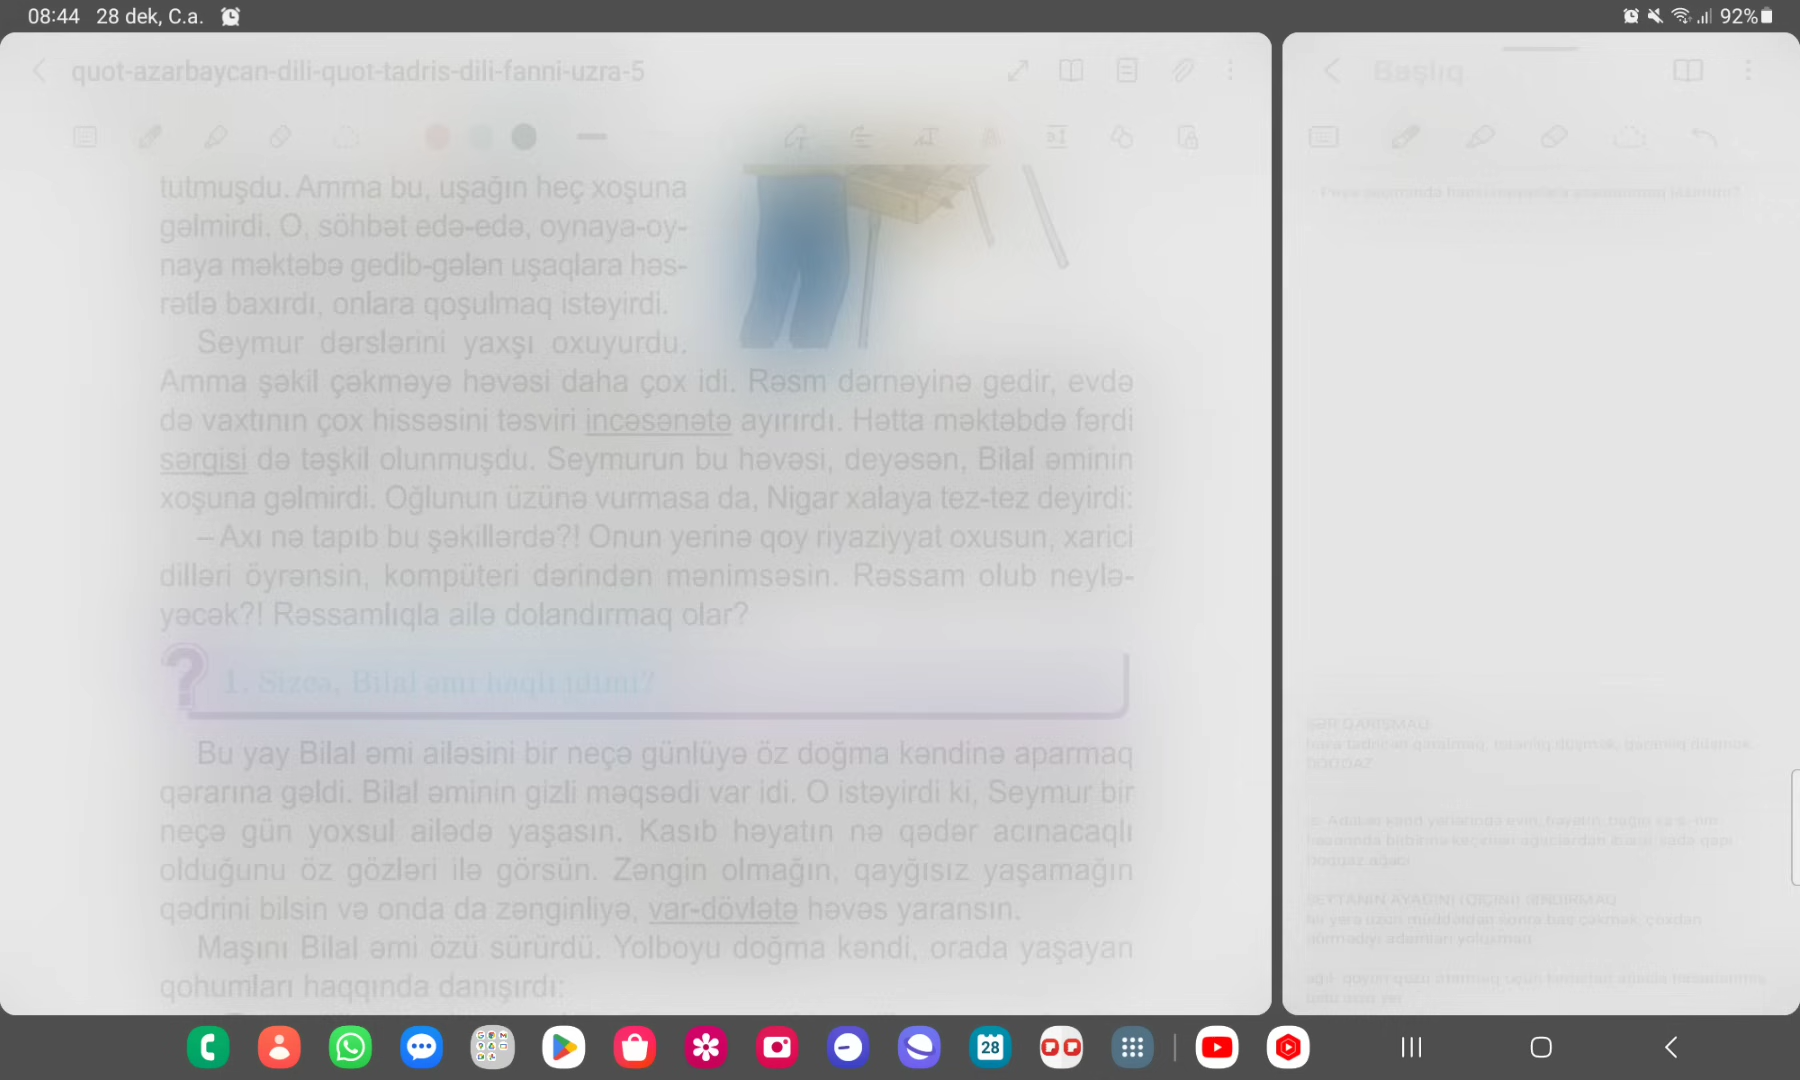 08:44 28 dek, C.a.
92%
quot-azarbaycan-dili-quot-tadris-dili-fanni-uzra-5
Başlıq
tutmuşdu. Amma bu, uşağın heç xoşuna
gəlmirdi. O, söhbət edə-edə, oynaya-oy-
naya məktəbə gedib-gələn uşaqlara həs-
rətlə baxırdı, onlara qoşulmaq istəyirdi.
Seymur dərslərini yaxşı oxuyurdu.
Amma şəkil çəkməyə həvəsi daha çox idi. Rəsm dərnəyinə gedir, evdə
də vaxtının çox hissəsini təsviri incəsənətə ayırırdı. Hətta məktəbdə fərdi
sərgisi də təşkil olunmuşdu. Seymurun bu həvəsi, deyəsən, Bilal əminin
xoşuna gəlmirdi. Oğlunun üzünə vurmasa da, Nigar xalaya tez-tez deyirdi:
– Axı nə tapıb bu şəkillərdə?! Onun yerinə qoy riyaziyyat oxusun, xarici
dilləri öyrənsin, kompüteri dərindən mənimsəsin. Rəssam olub neylə-
yəcək?! Rəssamlıqla ailə dolandırmaq olar?
? 1. Sizcə, Bilal əmi haqlı idimi?
Bu yay Bilal əmi ailəsini bir neçə günlüyə öz doğma kəndinə aparmaq
qərarına gəldi. Bilal əminin gizli məqsədi var idi. O istəyirdi ki, Seymur bir
neçə gün yoxsul ailədə yaşasın. Kasıb həyatın nə qədər acınacaqlı
olduğunu öz gözləri ilə görsün. Zəngin olmağın, qayğısız yaşamağın
qədrini bilsin və onda da zənginliyə, var-dövlətə həvəs yaransın.
Maşını Bilal əmi özü sürürdü. Yolboyu doğma kəndi, orada yaşayan
qohumları haqqında danışırdı:
28